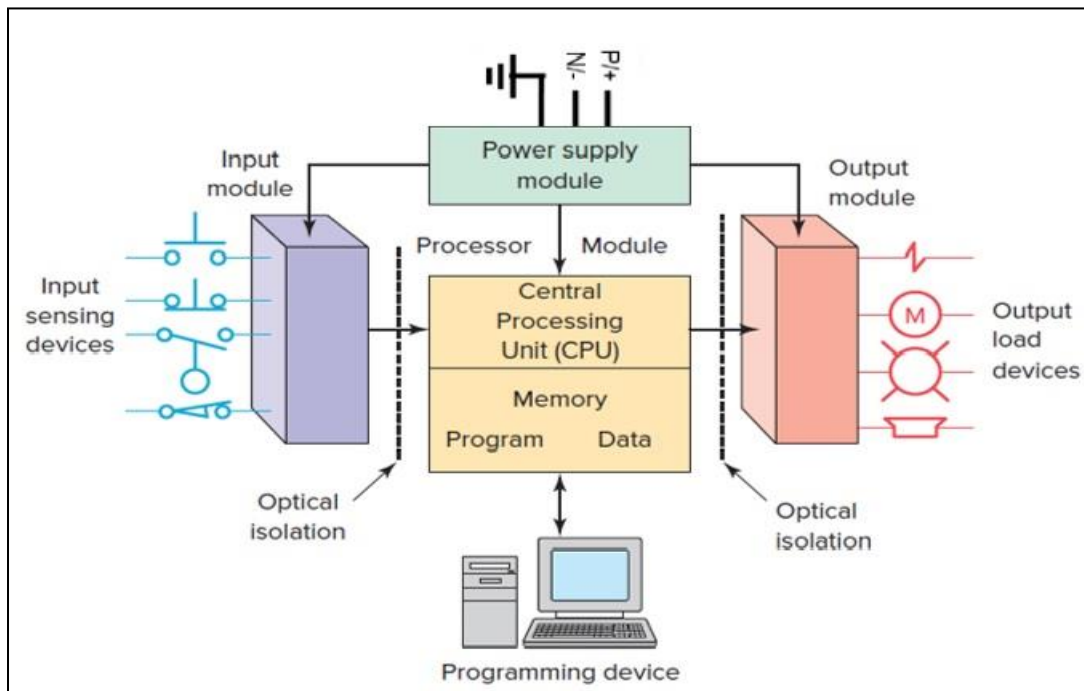 N/-
P/+
Power supply
module
Input
module
Output
module
Processor
Module
Input
sensing
devices
Central
Processing
Unit (CPU)
Memory
Program
Data
M
Output
load
devices
Optical
isolation
Optical
isolation
Programming device